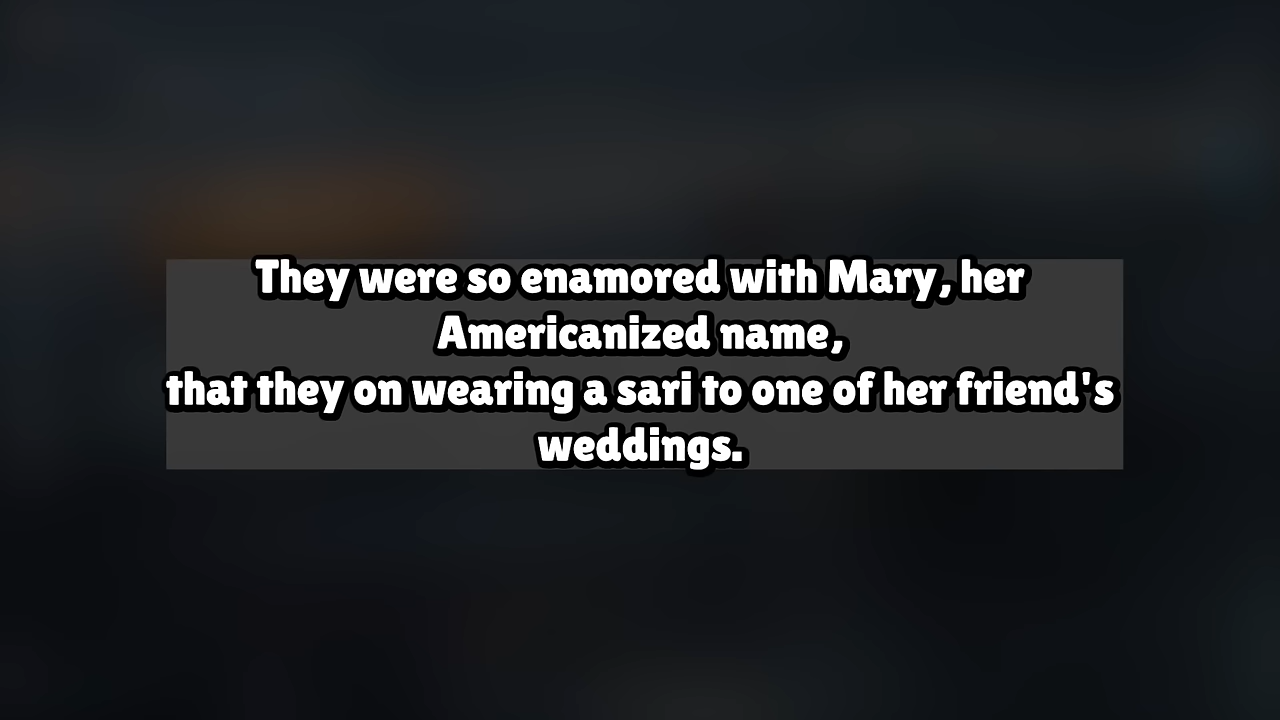 They were so enamored with Mary, her
Americanized name,
that they on wearing a sari to one of her friend's
weddings.